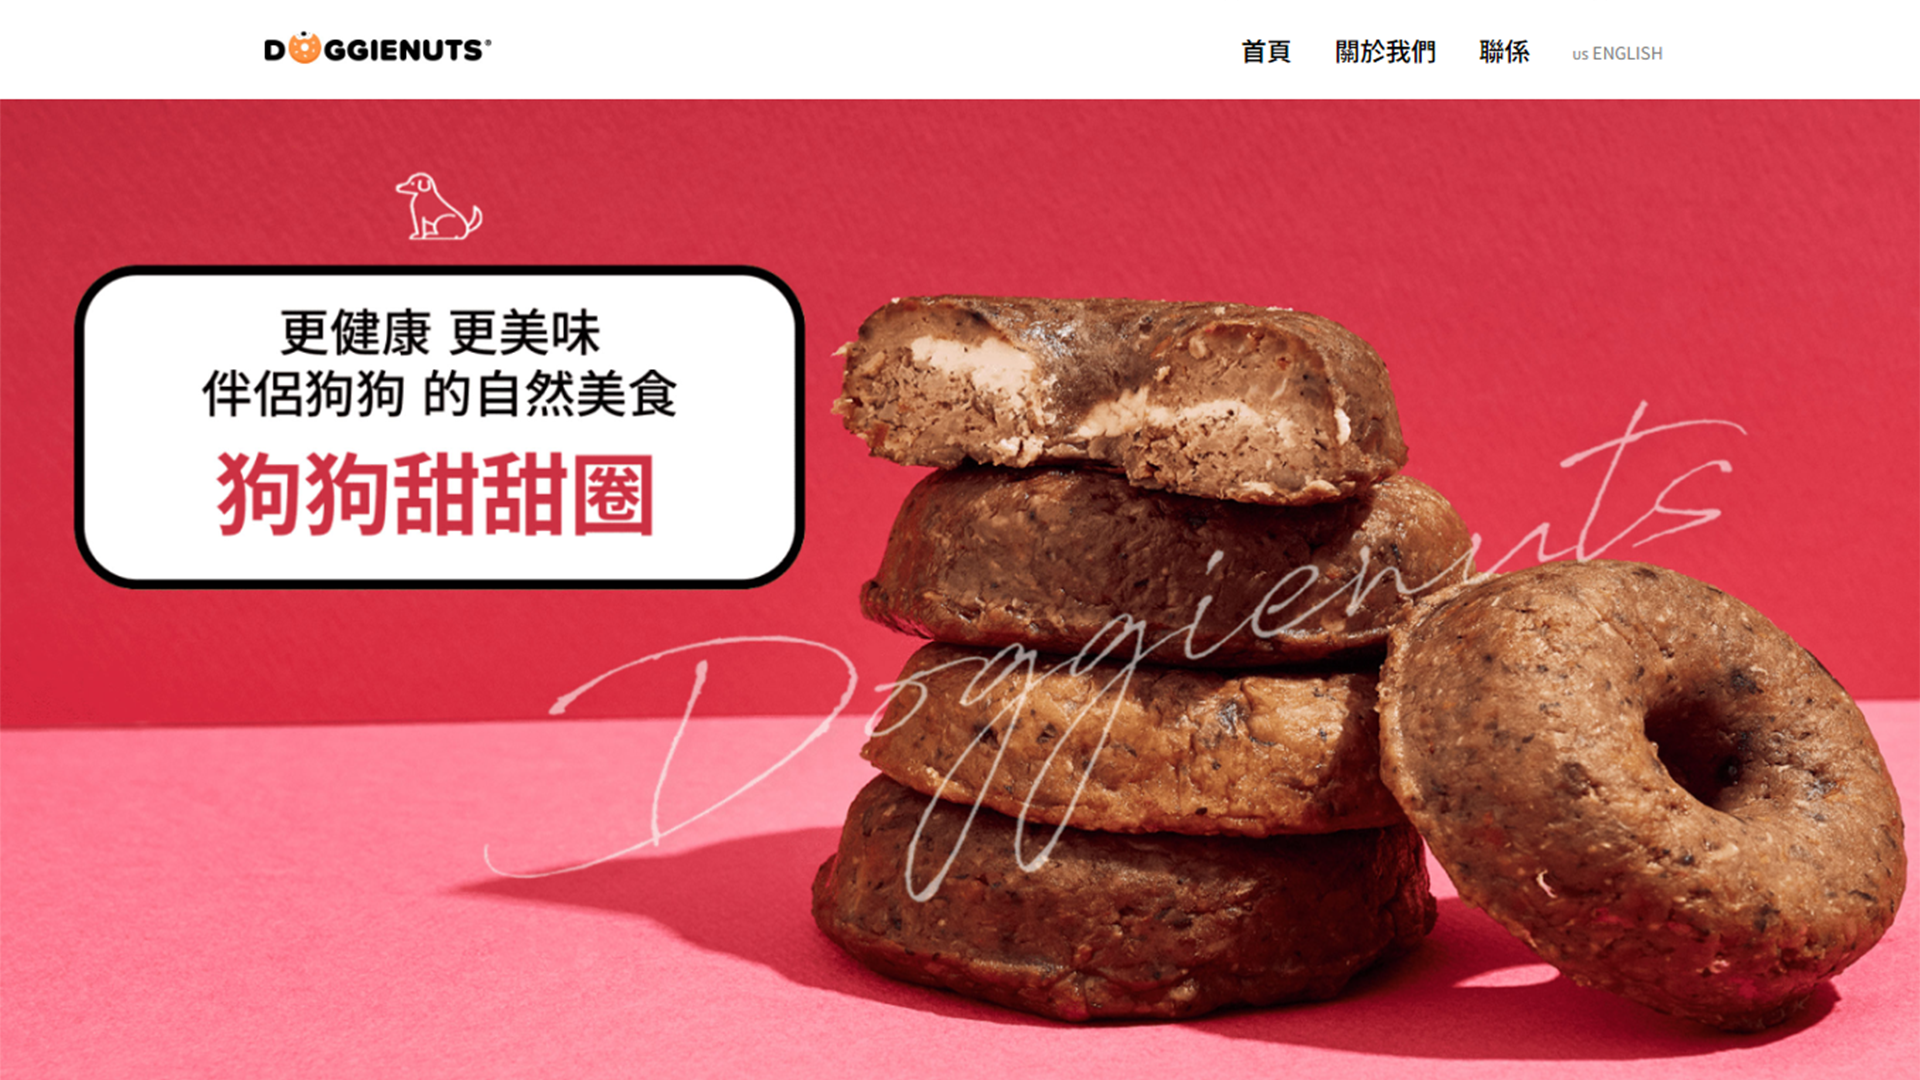 DOGGIENUTS®
首頁 關於我們 聯係 us ENGLISH
更健康 更美味
伴侶狗狗 的自然美食
狗狗甜甜圈
Doggienuts